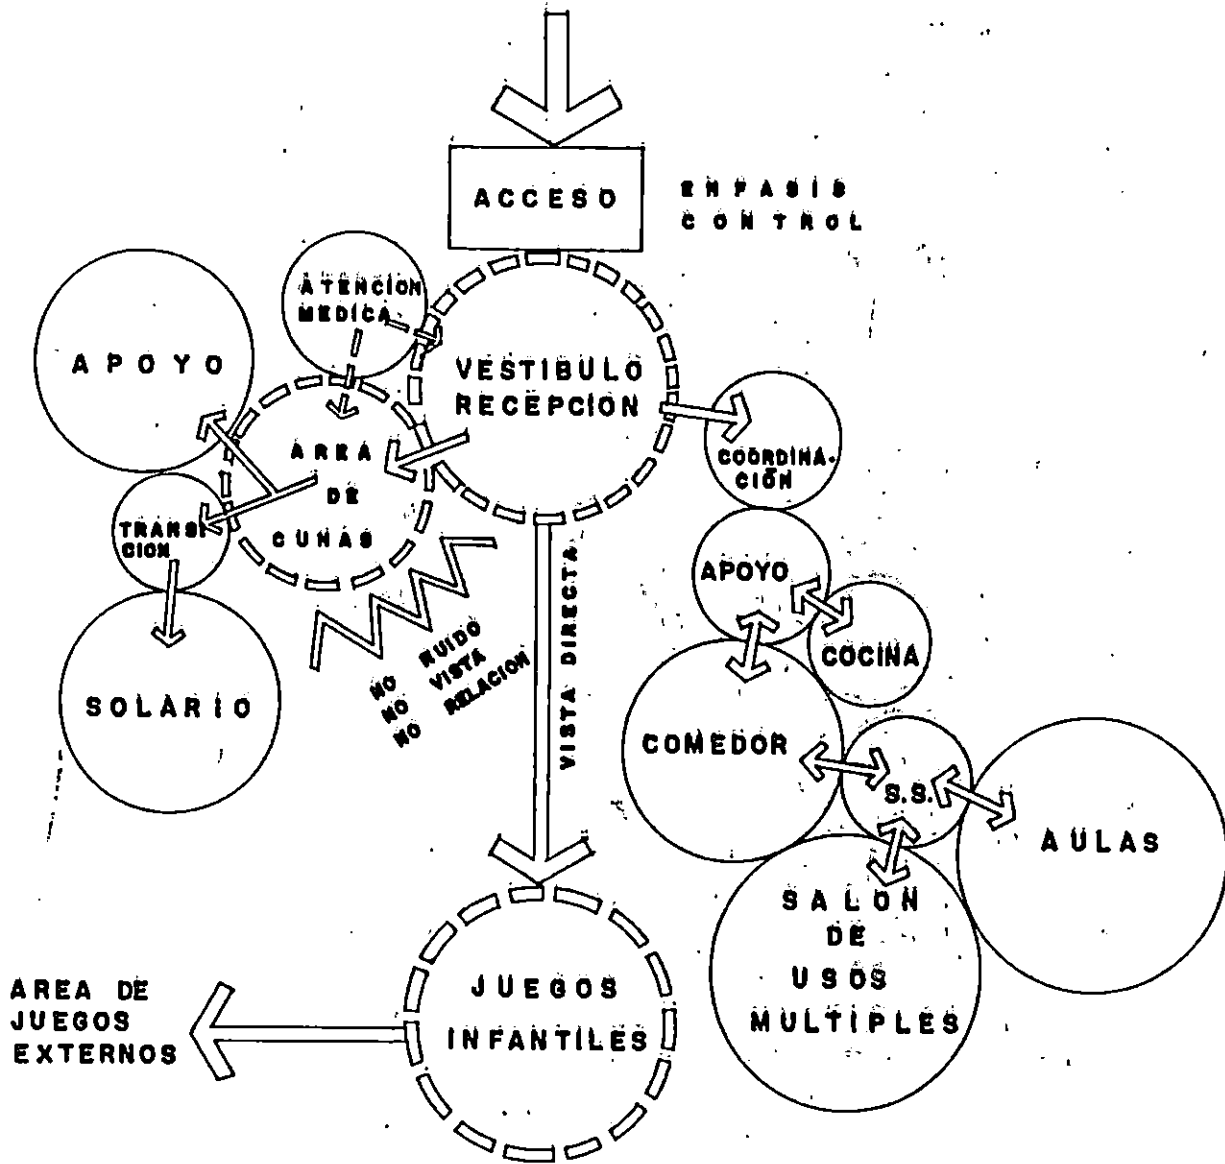 ACCESO
ENFASIS
CONTROL
ATENCION
MEDICA
APOYO
VESTIBULO
RECEPCION
AREA
DE
CUNAS
COORDINA-
CION
TRANSI
CION
APOYO
COCINA
SOLARIO
NO RUIDO
NO VISTA
NO RELACION
VISTA DIRECTA
COMEDOR
S.S.
AULAS
SALON
DE
USOS
MULTIPLES
JUEGOS
INFANTILES
AREA DE
JUEGOS
EXTERNOS